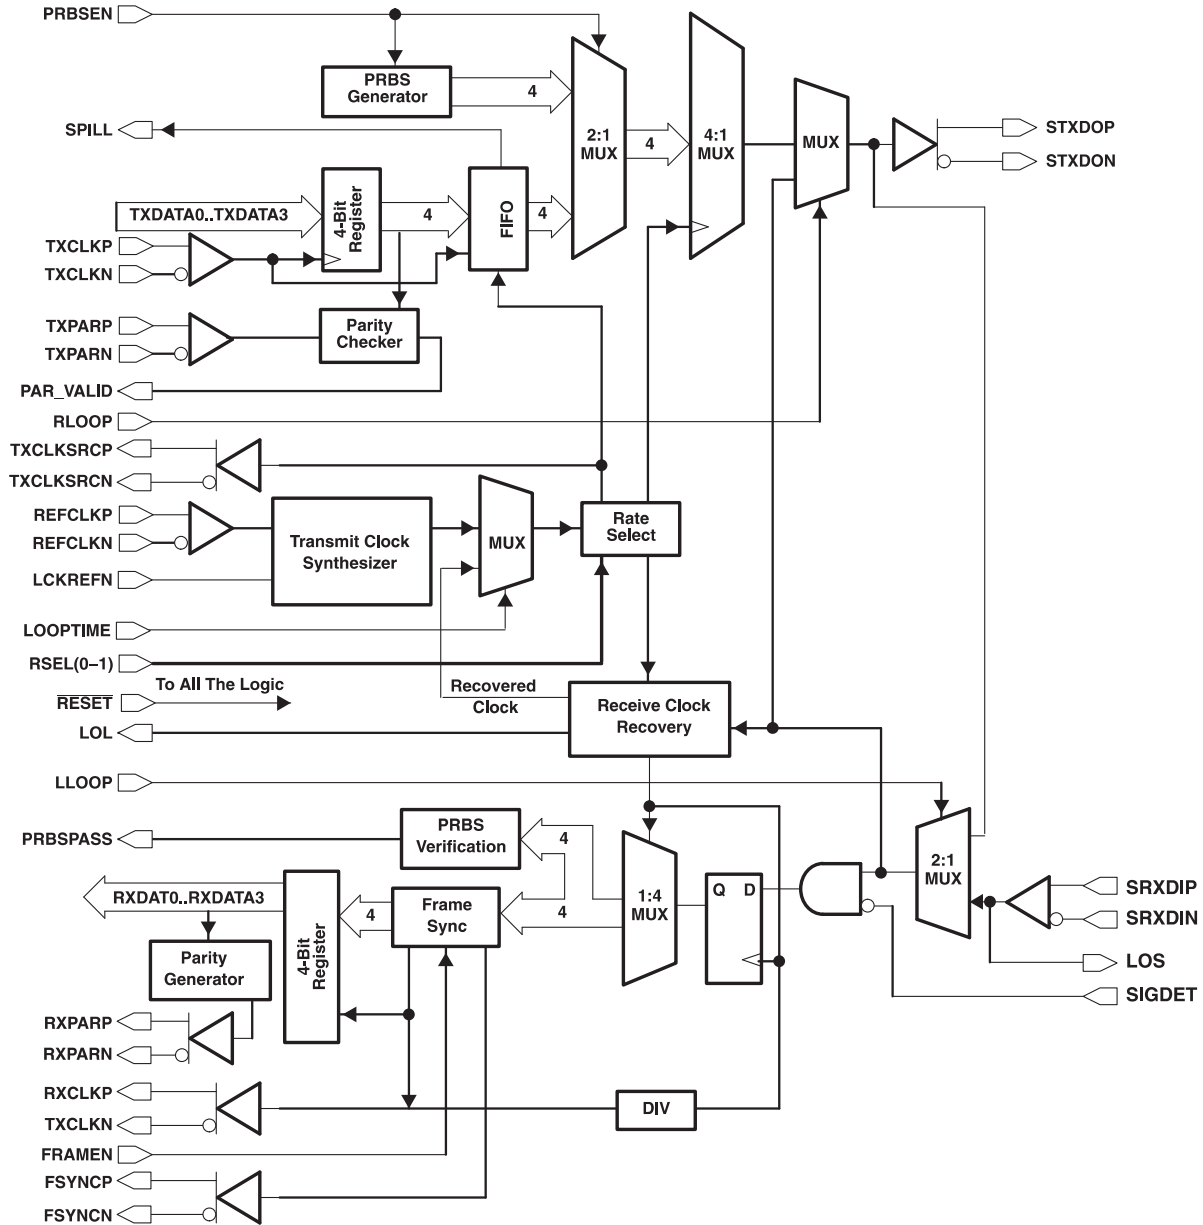 PRBSEN
PRBS
Generator
4
2:1
MUX
4
4:1
MUX
MUX
STXDOP
STXDON
SPILL
TXDATA0..TXDATA3
4-Bit
Register
4
FIFO
4
TXCLKP
TXCLKN
TXPARP
TXPARN
Parity
Checker
PAR_VALID
RLOOP
TXCLKSRCP
TXCLKSRCN
REFCLKP
REFCLKN
LCKREFN
Transmit Clock
Synthesizer
MUX
Rate
Select
LOOPTIME
RSEL(0–1)
RESET
To All The Logic
Recovered
Clock
Receive Clock
Recovery
LOL
LLOOP
PRBSPASS
PRBS
Verification
4
1:4
MUX
Q D
2:1
MUX
SRXDIP
SRXDIN
LOS
SIGDET
RXDAT0..RXDATA3
4-Bit
Register
4
Frame
Sync
4
Parity
Generator
RXPARP
RXPARN
RXCLKP
TXCLKN
DIV
FRAMEN
FSYNCP
FSYNCN